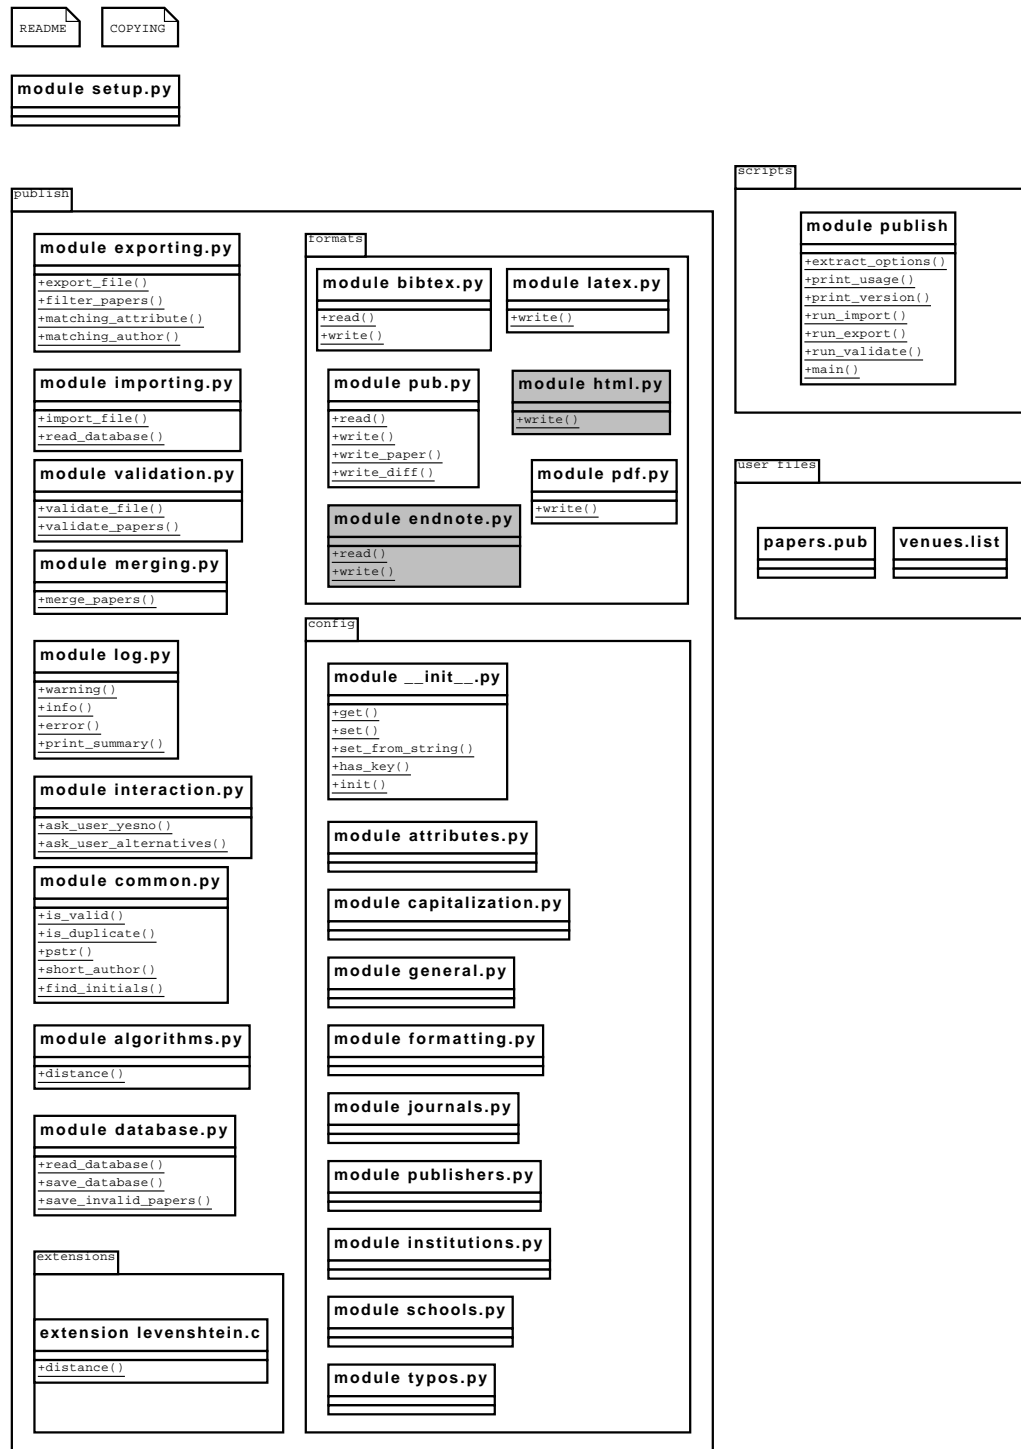 README
COPYING
module setup.py
publish
module exporting.py
+export_file()
+filter_papers()
+matching_attribute()
+matching_author()
module importing.py
+import_file()
+read_database()
module validation.py
+validate_file()
+validate_papers()
module merging.py
+merge_papers()
module log.py
+warning()
+info()
+error()
+print_summary()
module interaction.py
+ask_user_yesno()
+ask_user_alternatives()
module common.py
+is_valid()
+is_duplicate()
+pstr()
+short_author()
+find_initials()
module algorithms.py
+distance()
module database.py
+read_database()
+save_database()
+save_invalid_papers()
extensions
extension levenshtein.c
+distance()
formats
module bibtex.py
+read()
+write()
module latex.py
+write()
module pub.py
+read()
+write()
+write_paper()
+write_diff()
module html.py
+write()
module pdf.py
+write()
module endnote.py
+read()
+write()
config
module __init__.py
+get()
+set()
+set_from_string()
+has_key()
+init()
module attributes.py
module capitalization.py
module general.py
module formatting.py
module journals.py
module publishers.py
module institutions.py
module schools.py
module typos.py
scripts
module publish
+extract_options()
+print_usage()
+print_version()
+run_import()
+run_export()
+run_validate()
+main()
user files
papers.pub
venues.list